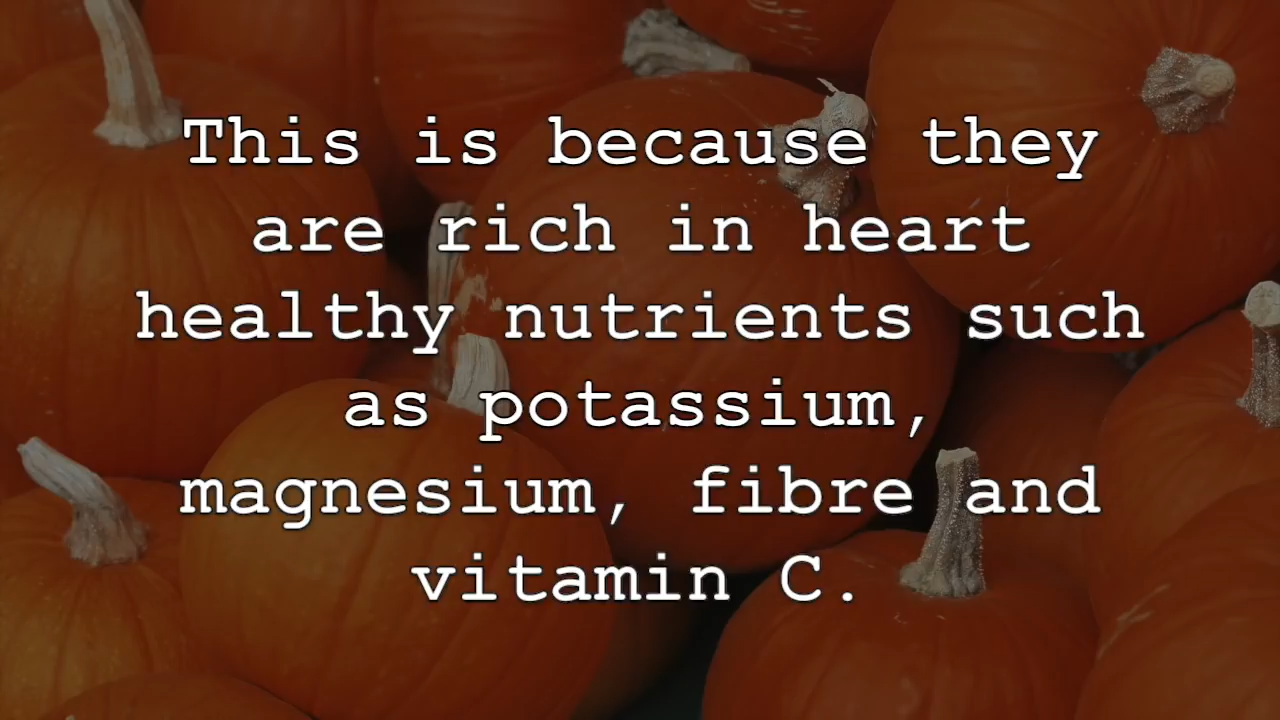 This is because they
are rich in heart
healthy nutrients such
as potassium,
magnesium, fibre and
vitamin C.